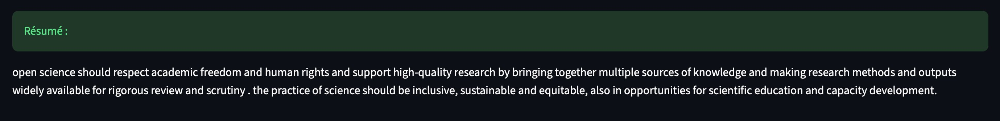 Résumé :
open science should respect academic freedom and human rights and support high-quality research by bringing together multiple sources of knowledge and making research methods and outputs
widely available for rigorous review and scrutiny . the practice of science should be inclusive, sustainable and equitable, also in opportunities for scientific education and capacity development.